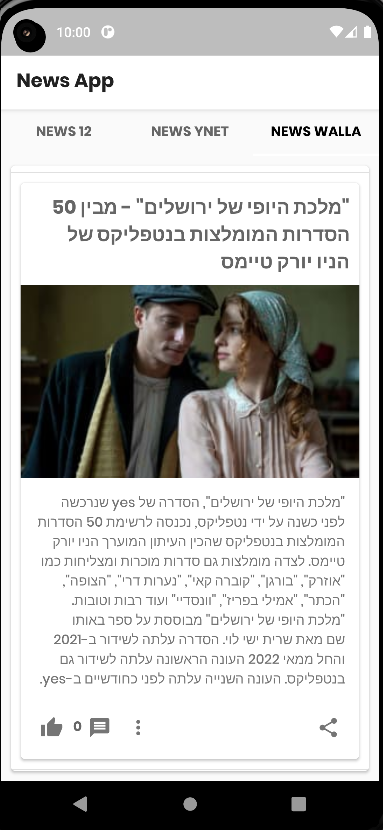 10:00
News App
NEWS 12
NEWS YNET
NEWS WALLA
"מלכת היופי של ירושלים" - מבין 50
הסדרות המומלצות בנטפליקס של
הניו יורק טיימס
"מלכת היופי של ירושלים", הסדרה של yes שנרכשה
לפני כשנה על ידי נטפליקס, נכנסה לרשימת 50 הסדרות
המומלצות בנטפליקס שהכין העיתון המוערך הניו יורק
טיימס. לצדה מומלצות גם סדרות מוכרות ומצליחות כמו
"אוזרק", "בורגן", "קוברה קאי", "נערות דרי", "הצופה",
"הכתר", "אמילי בפריז", "וונסדיי" ועוד רבות וטובות.
"מלכת היופי של ירושלים" מבוססת על ספר באותו
שם מאת שרית ישי לוי. הסדרה עלתה לשידור ב-2021
והחל ממאי 2022 העונה הראשונה עלתה לשידור גם
בנטפליקס. העונה השנייה עלתה לפני כחודשיים ב-yes.
0